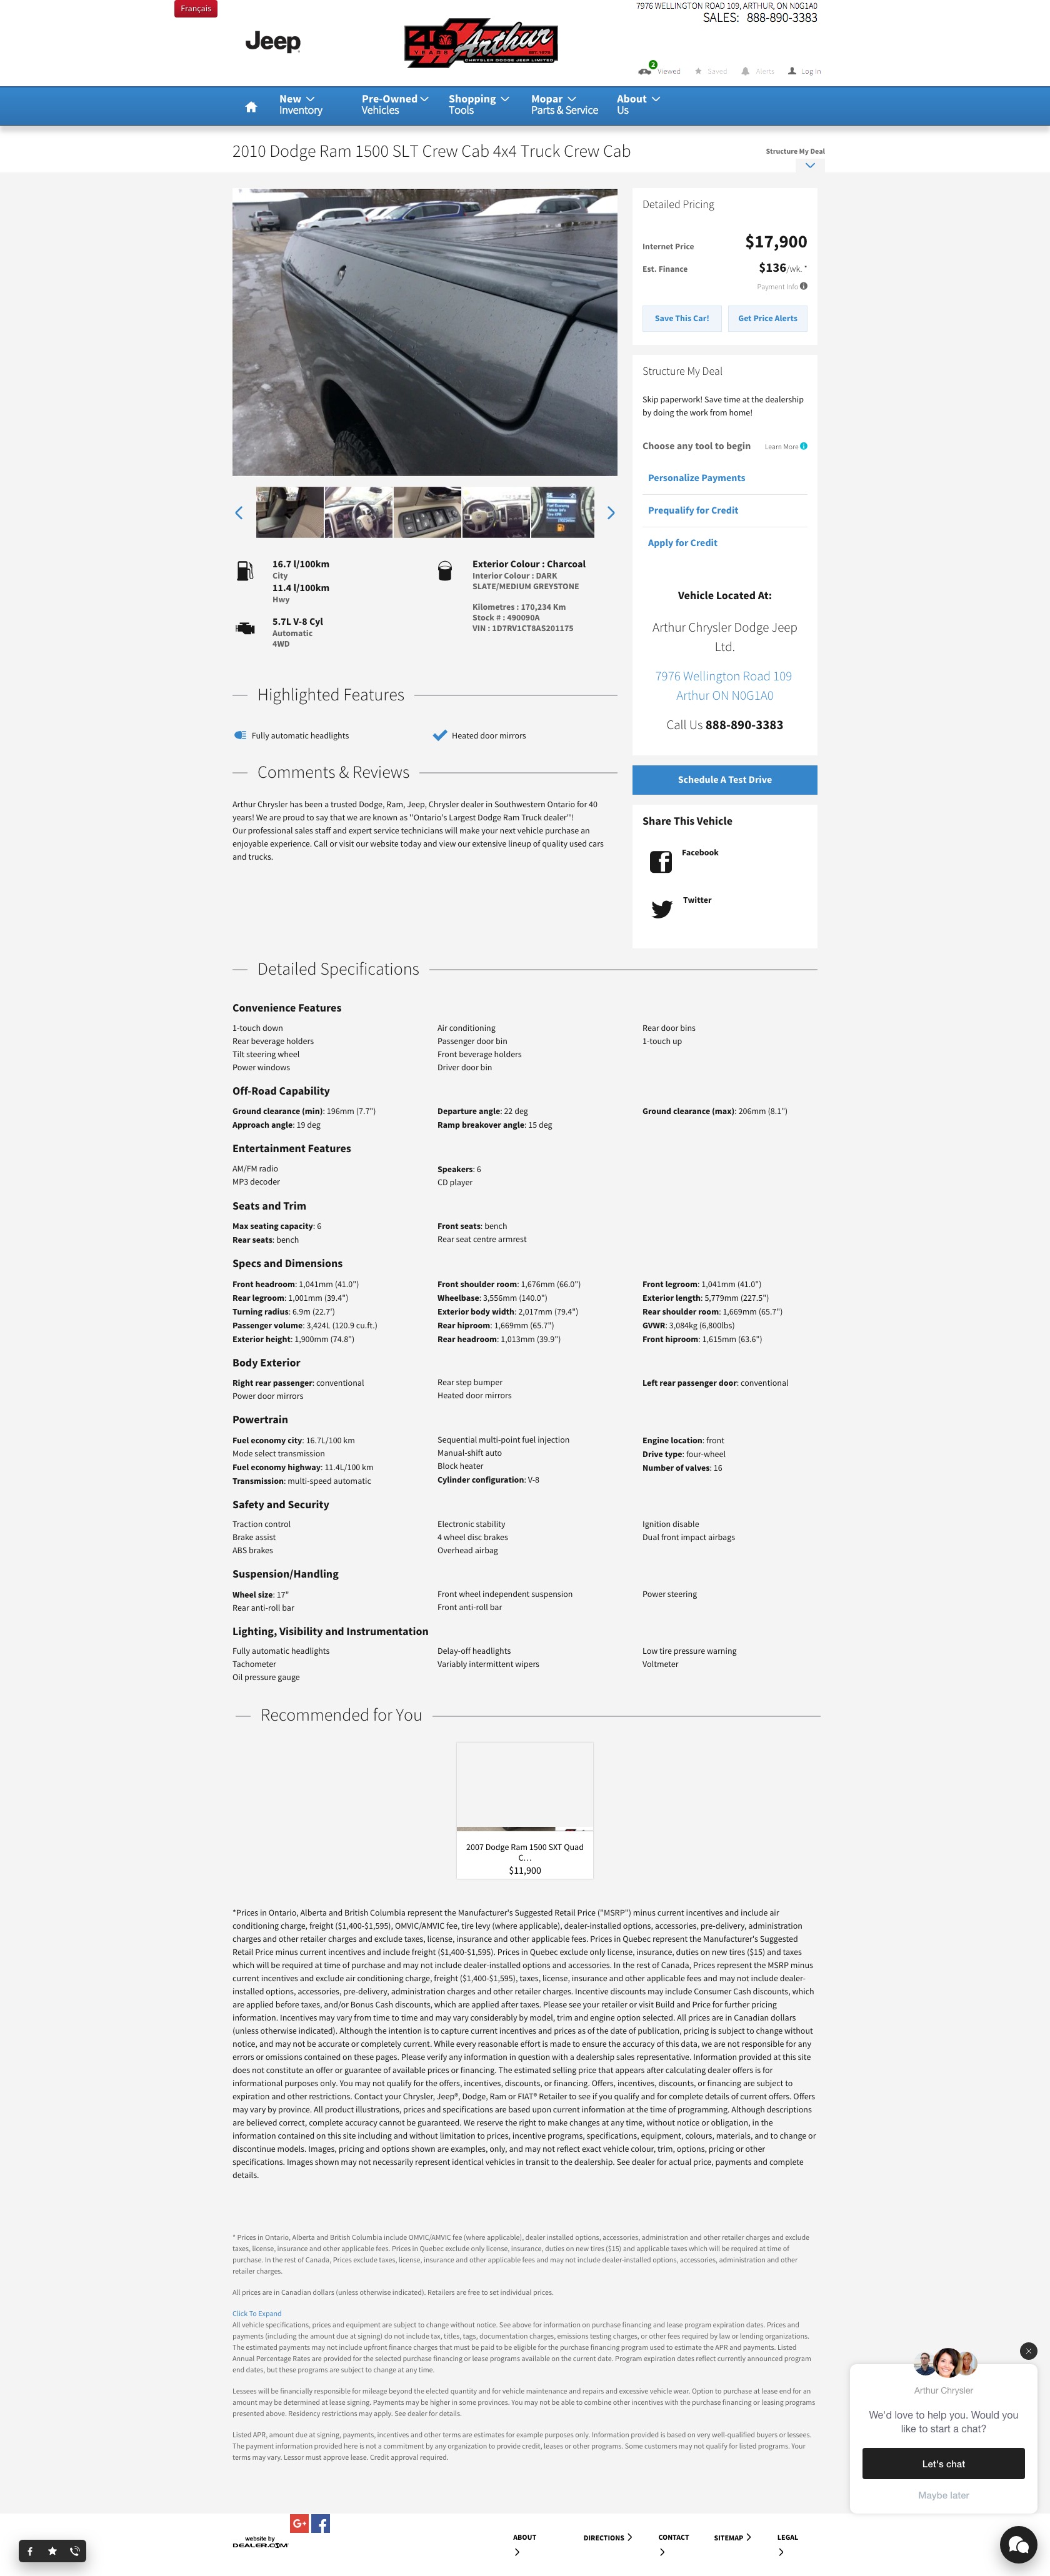 Français
7976 WELLINGTON ROAD 109, ARTHUR, ON N0G1A0
SALES: 888-890-3383
Jeep
40 YEARS Arthur
CHRYSLER DODGE JEEP LIMITED
2
Viewed
Saved
Alerts
Log In
New
Inventory
Pre-Owned
Vehicles
Shopping
Tools
Mopar
Parts & Service
About
Us
2010 Dodge Ram 1500 SLT Crew Cab 4x4 Truck Crew Cab
Structure My Deal
Detailed Pricing
Internet Price $17,900
Est. Finance $136/wk. *
Payment Info
Save This Car!
Get Price Alerts
Structure My Deal
Skip paperwork! Save time at the dealership
by doing the work from home!
Choose any tool to begin Learn More
Personalize Payments
Prequalify for Credit
Apply for Credit
16.7 l/100km
City
11.4 l/100km
Hwy
5.7L V-8 Cyl
Automatic
4WD
Exterior Colour : Charcoal
Interior Colour : DARK
SLATE/MEDIUM GREYSTONE
Kilometres : 170,234 Km
Stock # : 490090A
VIN : 1D7RV1CT8AS201175
Vehicle Located At:
Arthur Chrysler Dodge Jeep
Ltd.
7976 Wellington Road 109
Arthur ON N0G1A0
Call Us 888-890-3383
Highlighted Features
Fully automatic headlights
Heated door mirrors
Schedule A Test Drive
Comments & Reviews
Arthur Chrysler has been a trusted Dodge, Ram, Jeep, Chrysler dealer in Southwestern Ontario for 40
years! We are proud to say that we are known as ''Ontario's Largest Dodge Ram Truck dealer''!
Our professional sales staff and expert service technicians will make your next vehicle purchase an
enjoyable experience. Call or visit our website today and view our extensive lineup of quality used cars
and trucks.
Share This Vehicle
Facebook
Twitter
Detailed Specifications
Convenience Features
1-touch down
Rear beverage holders
Tilt steering wheel
Power windows
Air conditioning
Passenger door bin
Front beverage holders
Driver door bin
Rear door bins
1-touch up
Off-Road Capability
Ground clearance (min): 196mm (7.7")
Approach angle: 19 deg
Departure angle: 22 deg
Ramp breakover angle: 15 deg
Ground clearance (max): 206mm (8.1")
Entertainment Features
AM/FM radio
MP3 decoder
Speakers: 6
CD player
Seats and Trim
Max seating capacity: 6
Rear seats: bench
Front seats: bench
Rear seat centre armrest
Specs and Dimensions
Front headroom: 1,041mm (41.0")
Rear legroom: 1,001mm (39.4")
Turning radius: 6.9m (22.7')
Passenger volume: 3,424L (120.9 cu.ft.)
Exterior height: 1,900mm (74.8")
Front shoulder room: 1,676mm (66.0")
Wheelbase: 3,556mm (140.0")
Exterior body width: 2,017mm (79.4")
Rear hiproom: 1,669mm (65.7")
Rear headroom: 1,013mm (39.9")
Front legroom: 1,041mm (41.0")
Exterior length: 5,779mm (227.5")
Rear shoulder room: 1,669mm (65.7")
GVWR: 3,084kg (6,800lbs)
Front hiproom: 1,615mm (63.6")
Body Exterior
Right rear passenger: conventional
Power door mirrors
Rear step bumper
Heated door mirrors
Left rear passenger door: conventional
Powertrain
Fuel economy city: 16.7L/100 km
Mode select transmission
Fuel economy highway: 11.4L/100 km
Transmission: multi-speed automatic
Sequential multi-point fuel injection
Manual-shift auto
Block heater
Cylinder configuration: V-8
Engine location: front
Drive type: four-wheel
Number of valves: 16
Safety and Security
Traction control
Brake assist
ABS brakes
Electronic stability
4 wheel disc brakes
Overhead airbag
Ignition disable
Dual front impact airbags
Suspension/Handling
Wheel size: 17"
Rear anti-roll bar
Front wheel independent suspension
Front anti-roll bar
Power steering
Lighting, Visibility and Instrumentation
Fully automatic headlights
Tachometer
Oil pressure gauge
Delay-off headlights
Variably intermittent wipers
Low tire pressure warning
Voltmeter
Recommended for You
2007 Dodge Ram 1500 SXT Quad
C...
$11,900
*Prices in Ontario, Alberta and British Columbia represent the Manufacturer's Suggested Retail Price ("MSRP") minus current incentives and include air
conditioning charge, freight ($1,400-$1,595), OMVIC/AMVIC fee, tire levy (where applicable), dealer-installed options, accessories, pre-delivery, administration
charges and other retailer charges and exclude taxes, license, insurance and other applicable fees. Prices in Quebec represent the Manufacturer's Suggested
Retail Price minus current incentives and include freight ($1,400-$1,595). Prices in Quebec exclude only license, insurance, duties on new tires ($15) and taxes
which will be required at time of purchase and may not include dealer-installed options and accessories. In the rest of Canada, Prices represent the MSRP minus
current incentives and exclude air conditioning charge, freight ($1,400-$1,595), taxes, license, insurance and other applicable fees and may not include dealer-
installed options, accessories, pre-delivery, administration charges and other retailer charges. Incentive discounts may include Consumer Cash discounts, which
are applied before taxes, and/or Bonus Cash discounts, which are applied after taxes. Please see your retailer or visit Build and Price for further pricing
information. Incentives may vary from time to time and may vary considerably by model, trim and engine option selected. All prices are in Canadian dollars
(unless otherwise indicated). Although the intention is to capture current incentives and prices as of the date of publication, pricing is subject to change without
notice, and may not be accurate or completely current. While every reasonable effort is made to ensure the accuracy of this data, we are not responsible for any
errors or omissions contained on these pages. Please verify any information in question with a dealership sales representative. Information provided at this site
does not constitute an offer or guarantee of available prices or financing. The estimated selling price that appears after calculating dealer offers is for
informational purposes only. You may not qualify for the offers, incentives, discounts, or financing. Offers, incentives, discounts, or financing are subject to
expiration and other restrictions. Contact your Chrysler, Jeep®, Dodge, Ram or FIAT® Retailer to see if you qualify and for complete details of current offers. Offers
may vary by province. All product illustrations, prices and specifications are based upon current information at the time of programming. Although descriptions
are believed correct, complete accuracy cannot be guaranteed. We reserve the right to make changes at any time, without notice or obligation, in the
information contained on this site including and without limitation to prices, incentive programs, specifications, equipment, colours, materials, and to change or
discontinue models. Images, pricing and options shown are examples, only, and may not reflect exact vehicle colour, trim, options, pricing or other
specifications. Images shown may not necessarily represent identical vehicles in transit to the dealership. See dealer for actual price, payments and complete
details.
* Prices in Ontario, Alberta and British Columbia include OMVIC/AMVIC fee (where applicable), dealer installed options, accessories, administration and other retailer charges and exclude
taxes, license, insurance and other applicable fees. Prices in Quebec exclude only license, insurance, duties on new tires ($15) and applicable taxes which will be required at time of
purchase. In the rest of Canada, Prices exclude taxes, license, insurance and other applicable fees and may not include dealer-installed options, accessories, administration and other
retailer charges.
All prices are in Canadian dollars (unless otherwise indicated). Retailers are free to set individual prices.
Click To Expand
All vehicle specifications, prices and equipment are subject to change without notice. See above for information on purchase financing and lease program expiration dates. Prices and
payments (including the amount due at signing) do not include tax, titles, tags, documentation charges, emissions testing charges, or other fees required by law or lending organizations.
The estimated payments may not include upfront finance charges that must be paid to be eligible for the purchase financing program used to estimate the APR and payments. Listed
Annual Percentage Rates are provided for the selected purchase financing or lease programs available on the current date. Program expiration dates reflect currently announced program
end dates, but these programs are subject to change at any time.
Lessees will be financially responsible for mileage beyond the elected quantity and for vehicle maintenance and repairs and excessive vehicle wear. Option to purchase at lease end for an
amount may be determined at lease signing. Payments may be higher in some provinces. You may not be able to combine other incentives with the purchase financing or leasing programs
presented above. Residency restrictions may apply. See dealer for details.
Listed APR, amount due at signing, payments, incentives and other terms are estimates for example purposes only. Information provided is based on very well-qualified buyers or lessees.
The payment information provided here is not a commitment by any organization to provide credit, leases or other programs. Some customers may not qualify for listed programs. Your
terms may vary. Lessor must approve lease. Credit approval required.
Arthur Chrysler
We'd love to help you. Would you
like to start a chat?
Let's chat
Maybe later
website by
DEALER.COM
ABOUT
DIRECTIONS
CONTACT
SITEMAP
LEGAL